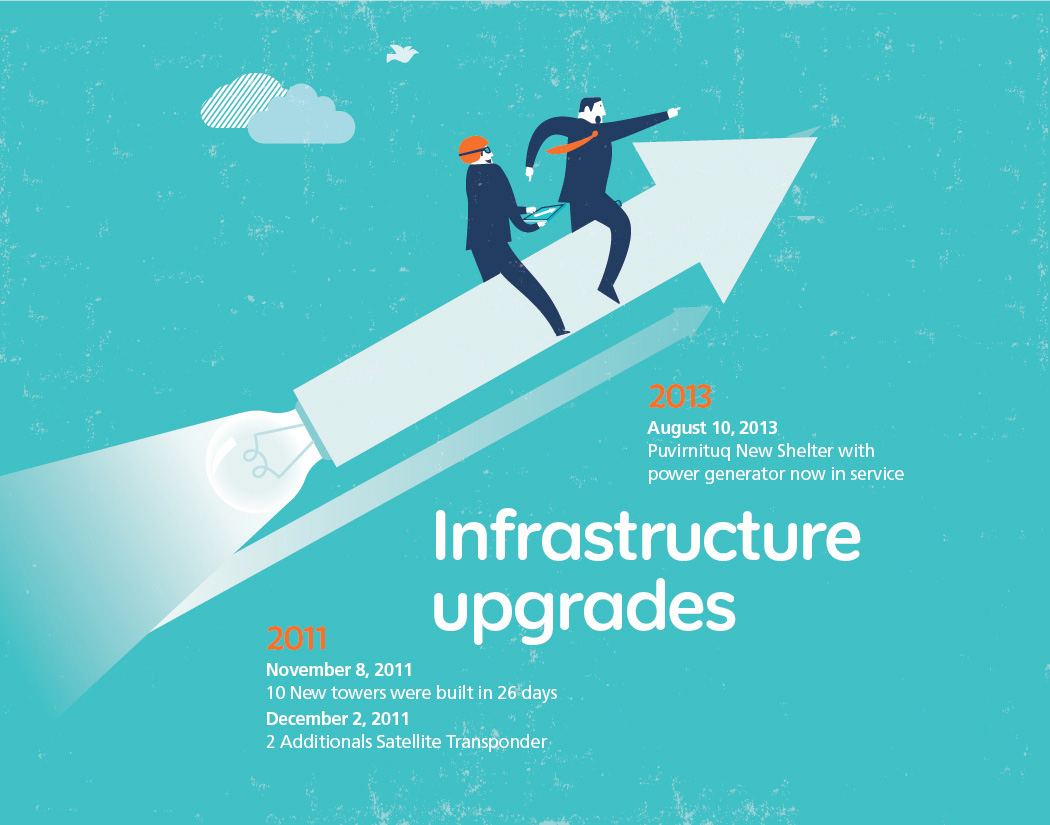 2013
August 10, 2013
Puvirnituq New Shelter with
power generator now in service
Infrastructure
upgrades
2011
November 8, 2011
10 New towers were built in 26 days
December 2, 2011
2 Additionals Satellite Transponder